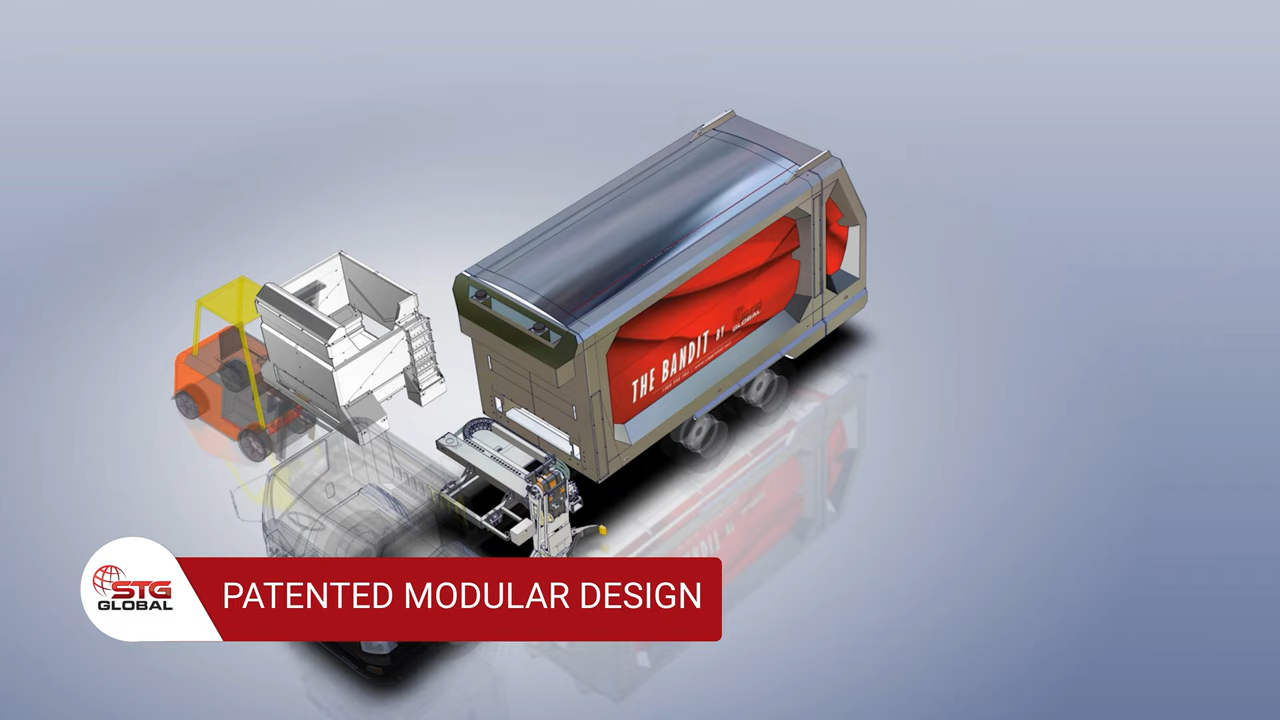 THE BANDIT BY
GLOBAL
STG
GLOBAL
PATENTED MODULAR DESIGN